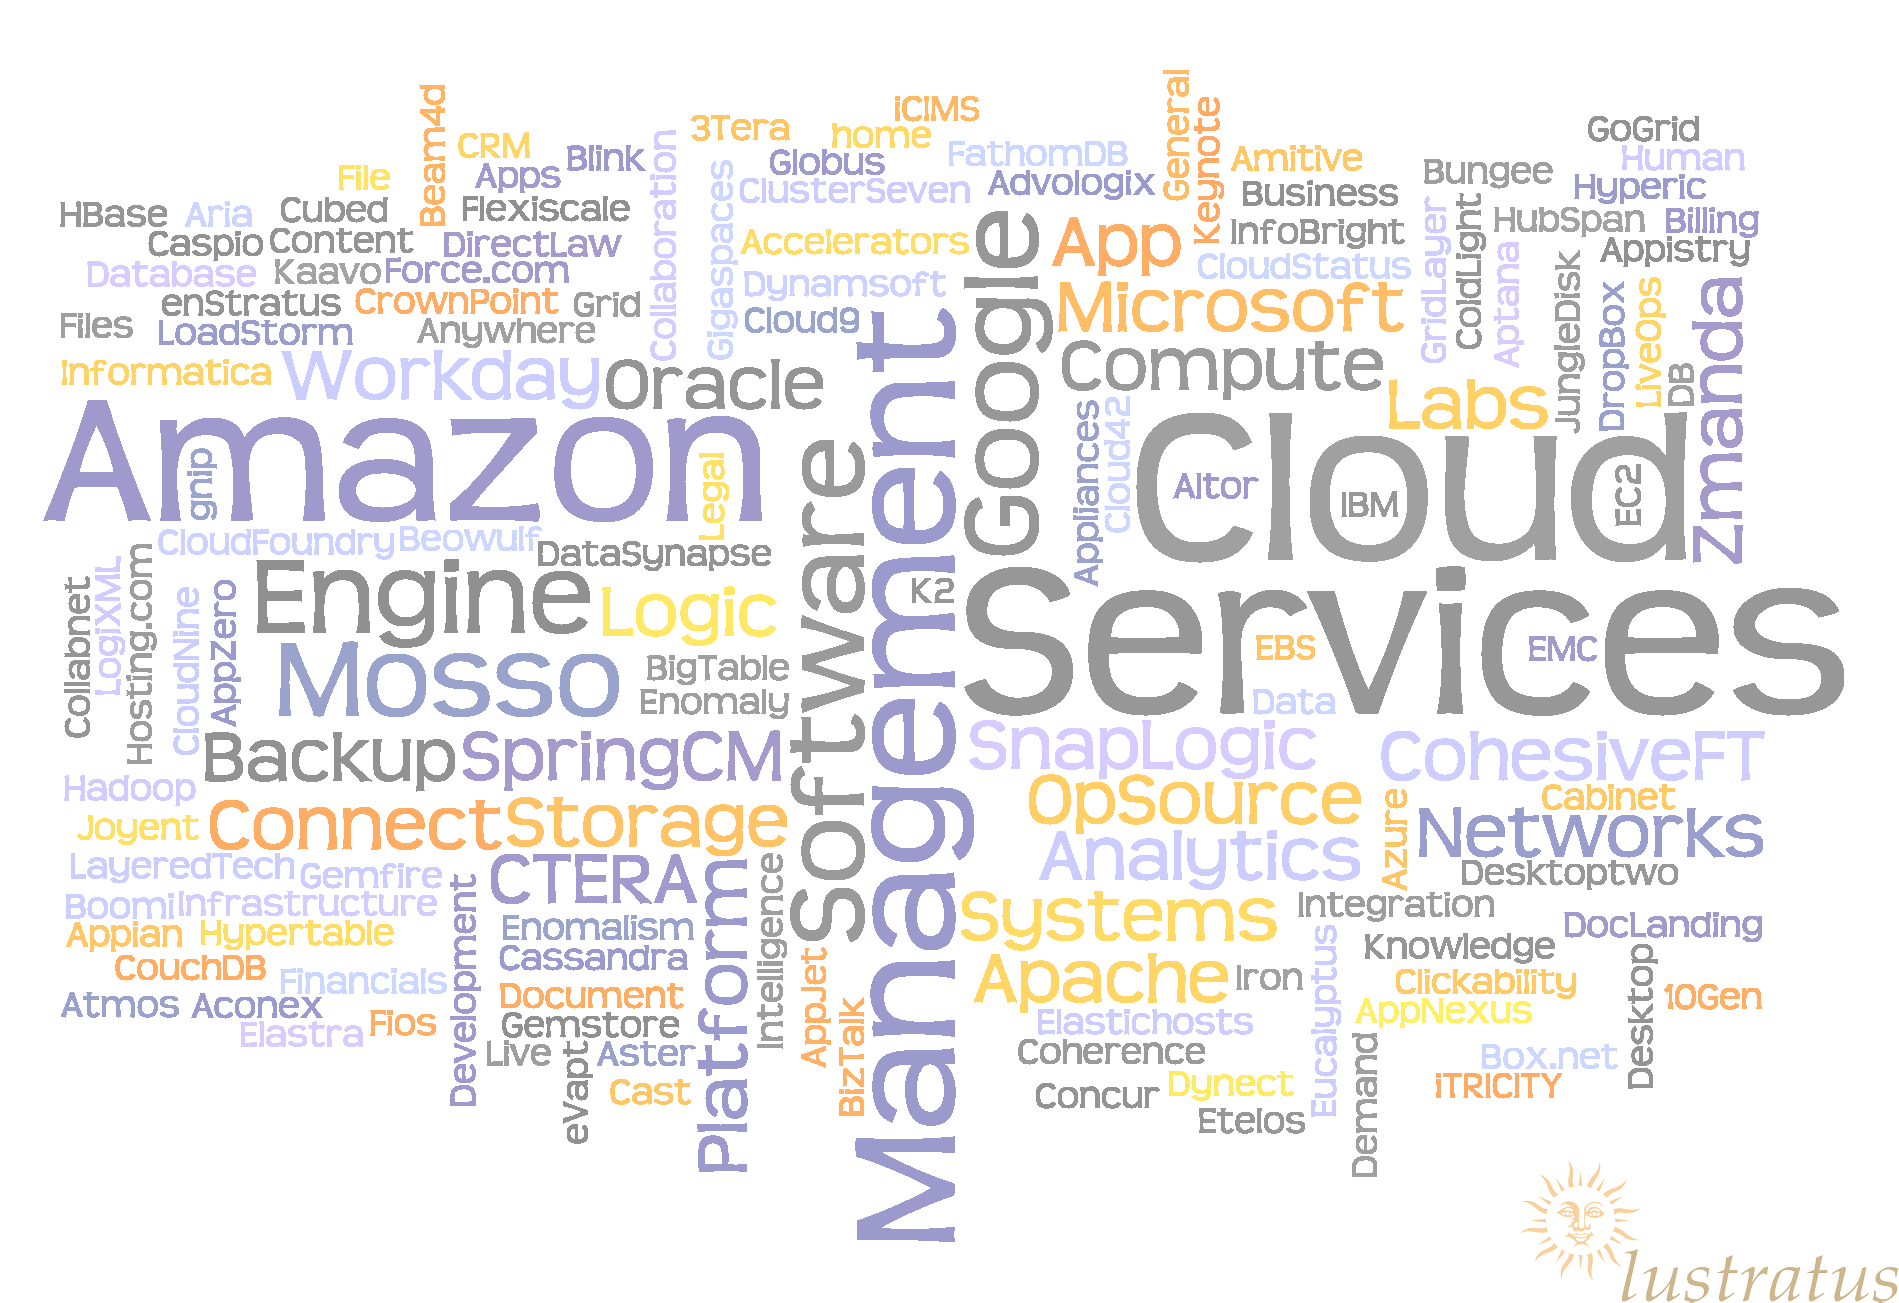 Beam4d
CRM
Apps
Blink
File
HBase
Aria
Cubed
Flexiscale
Caspio
Content
DirectLaw
Database
Kaavo
Force.com
enStratus
CrownPoint
Grid
Files
LoadStorm
Anywhere
Collaboration
Gigaspaces
3Tera
home
iCIMS
Globus
FathomDB
ClusterSeven
Advologix
Accelerators
Dynamsoft
Cloud9
General
Keynote
Amitive
Business
InfoBright
CloudStatus
GoGrid
Bungee
Human
Hyperic
HubSpan
Billing
Appistry
GridLayer
ColdLight
Aptana
JungleDisk
DropBox
LiveOps
DB
zmanda
App
Microsoft
Google
Compute
Labs
Informatica
Workday
Oracle
Amazon
gnip
Legal
Software
Management
Appliances
Cloud42
Cloud
Altor
IBM
EC2
CloudFoundry
Beowulf
DataSynapse
Collabnet
LogiXML
Hosting.com
CloudNine
AppZero
Engine
Logic
K2
Services
EBS
EMC
Mosso
BigTable
Enomaly
Data
Backup
SpringCM
SnapLogic
CohesiveFT
Hadoop
Joyent
Connect
Storage
OpSource
Azure
Cabinet
Networks
LayeredTech
Gemfire
CTERA
Analytics
Desktoptwo
Boomi
Infrastructure
Development
Platform
Intelligence
Appian
Hypertable
Enomalism
Systems
Integration
DocLanding
CouchDB
Financials
Cassandra
AppJet
BizTalk
Apache
Iron
Eucalyptus
Knowledge
Clickability
Desktop
10Gen
Atmos
Aconex
Document
Elastra
Fios
Gemstore
Elastichosts
AppNexus
Live
Aster
Coherence
Demand
Box.net
eVapt
Cast
Concur
Dynect
iTRICITY
Etelos
lustratus